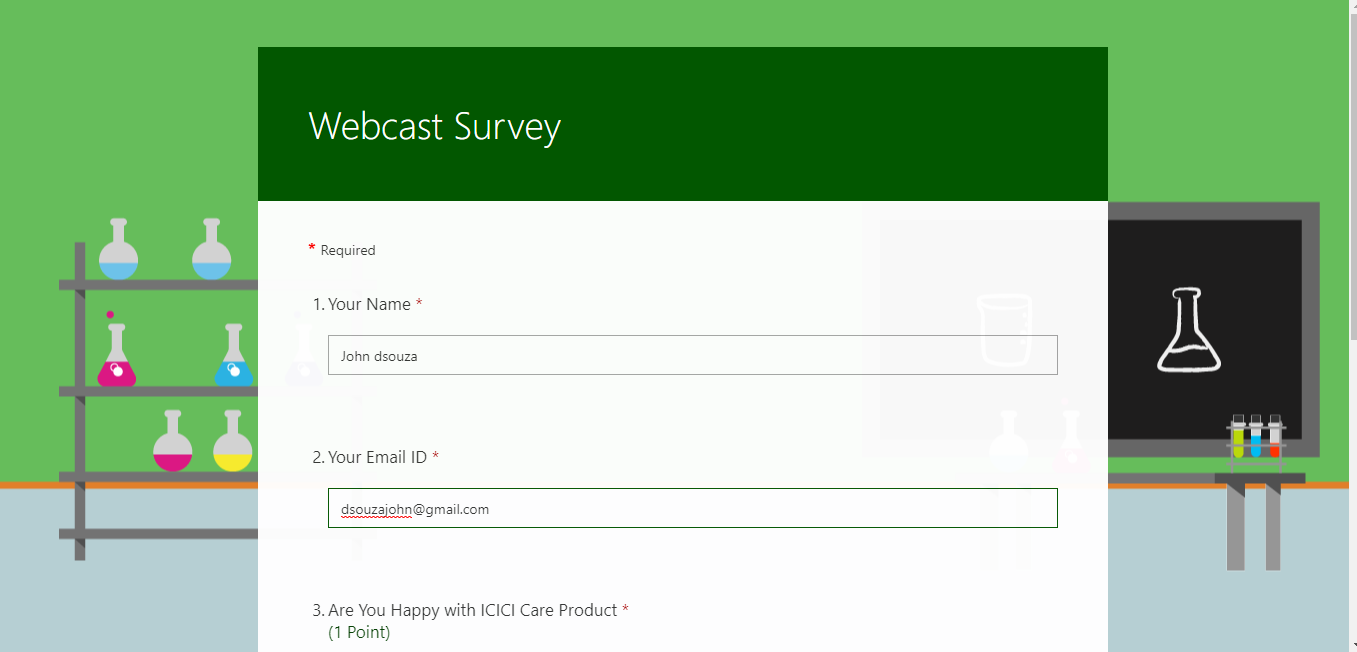 Webcast Survey
* Required
1. Your Name *
John dsouza
2. Your Email ID *
dsouzajohn@gmail.com
3. Are You Happy with ICICI Care Product *
(1 Point)